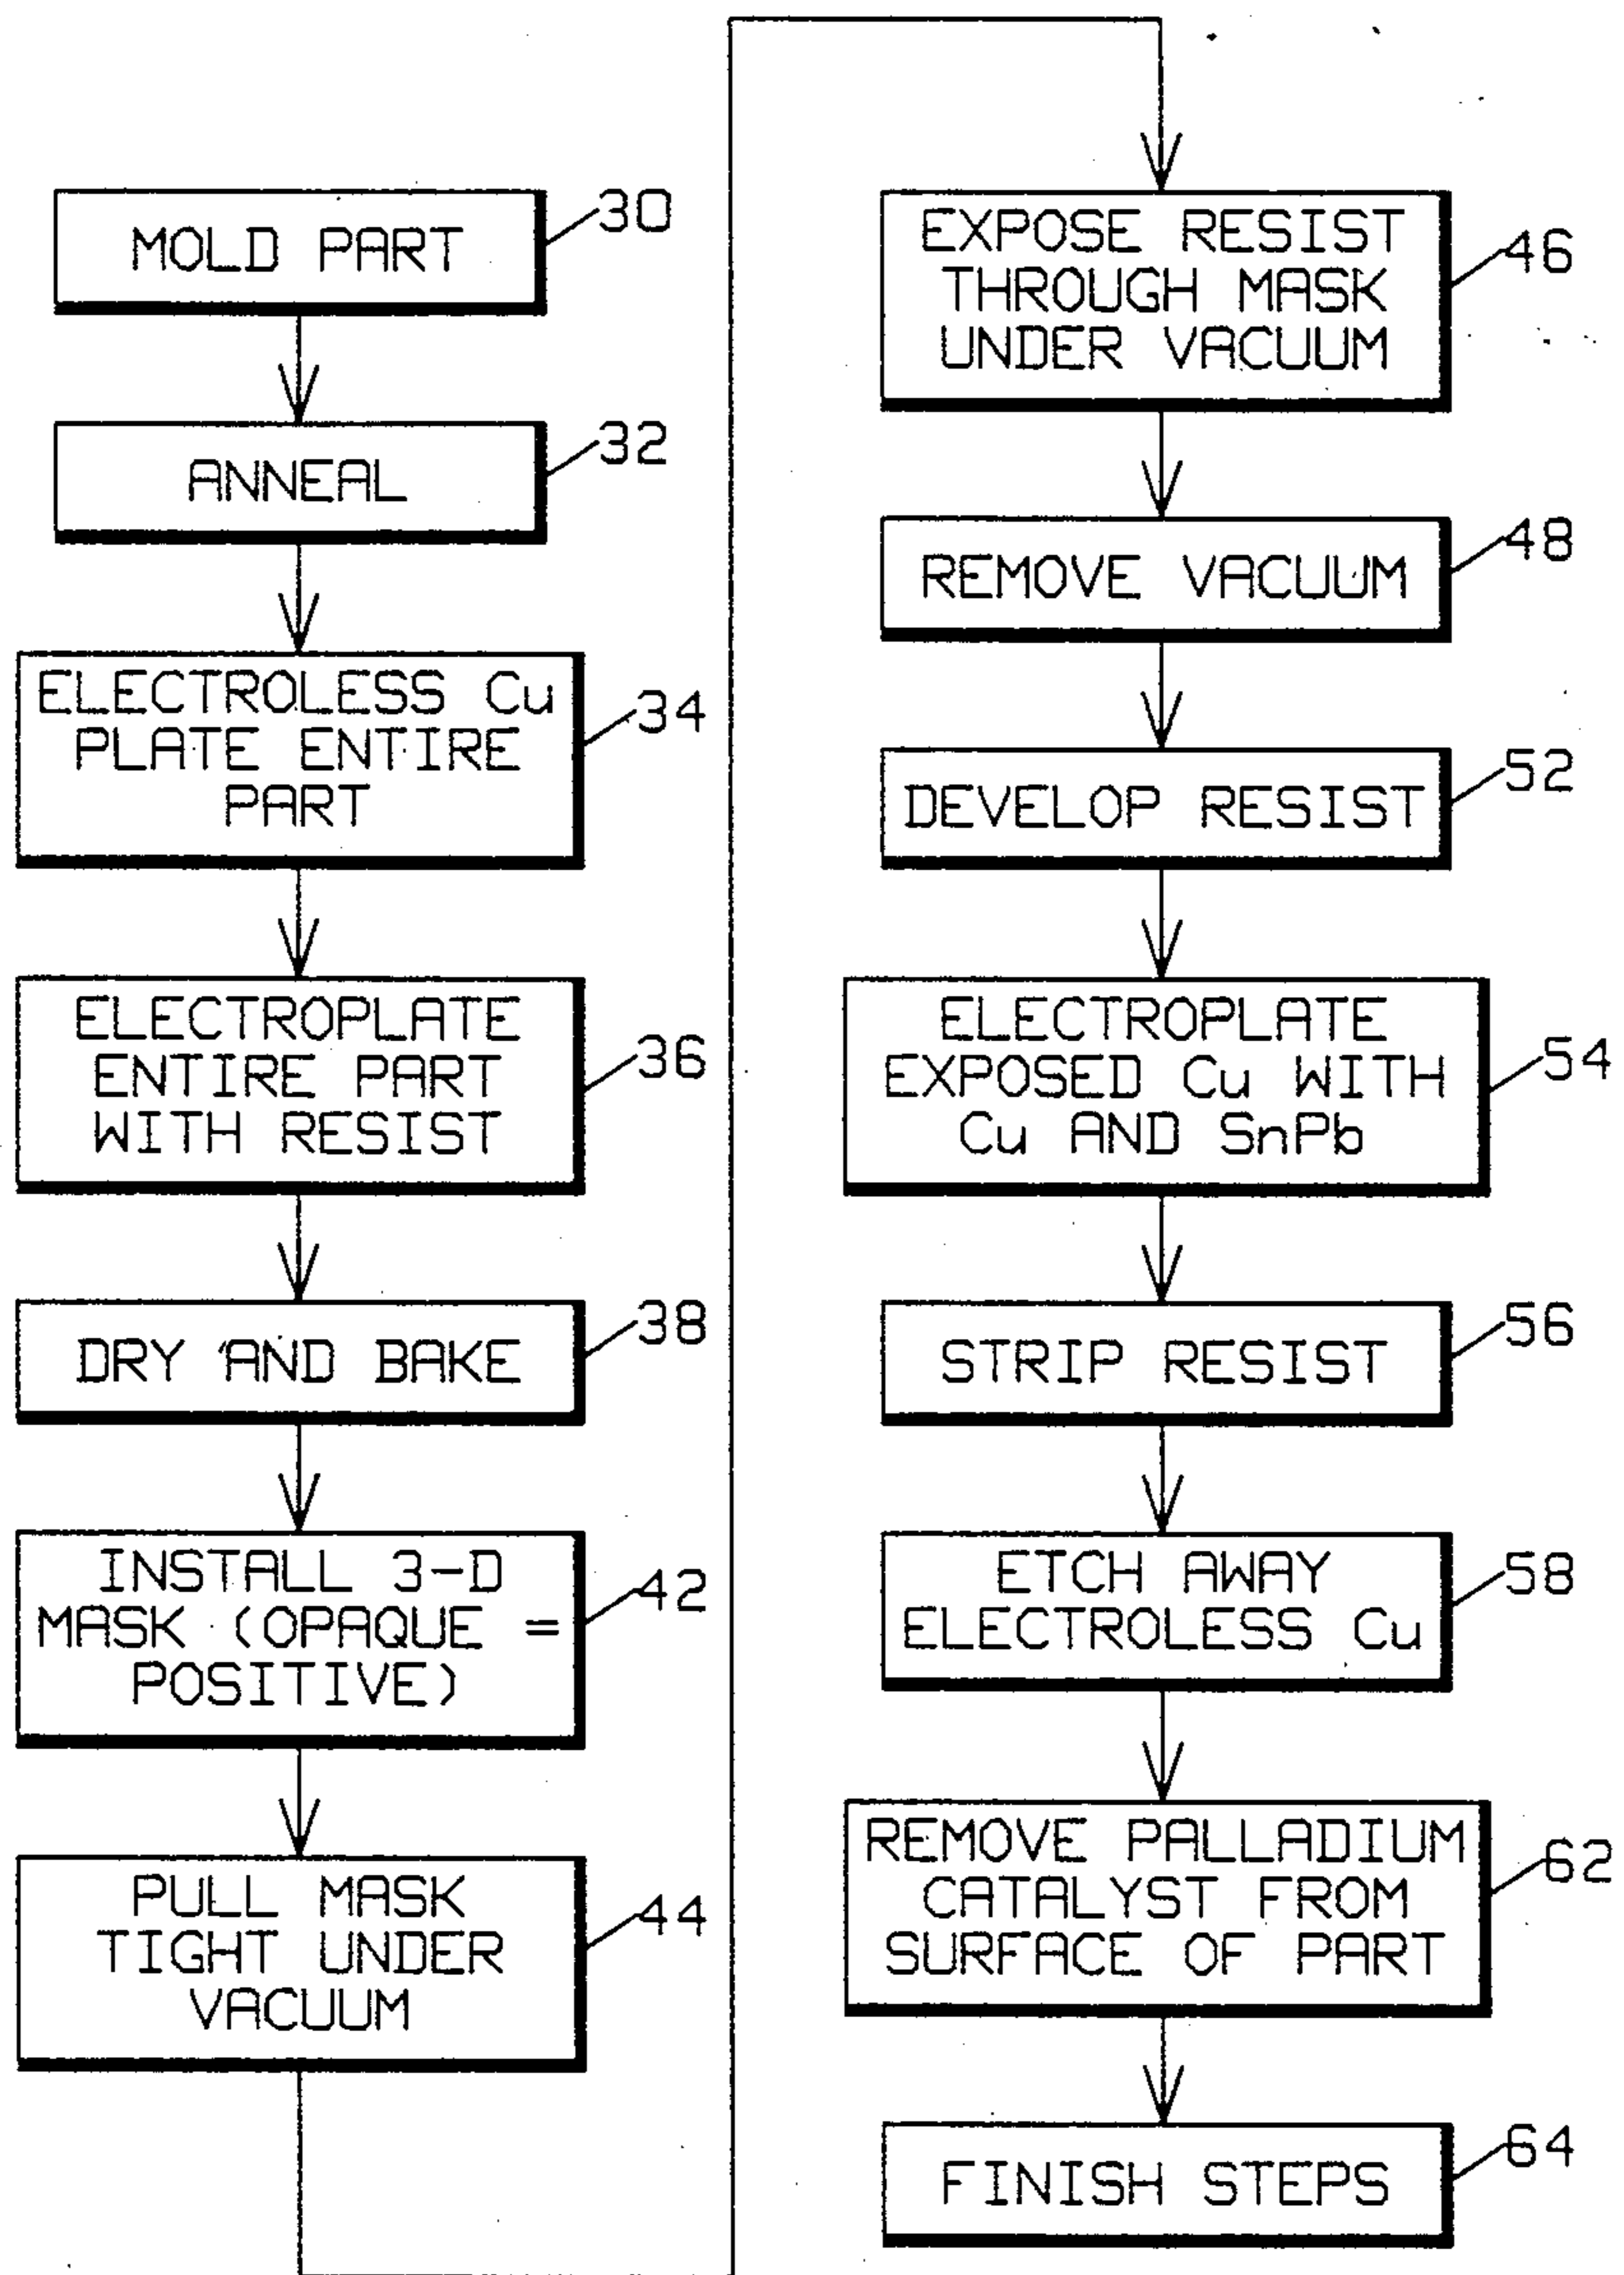 MOLD PART
30
ANNEAL
32
ELECTROLESS Cu
PLATE ENTIRE
PART
34
ELECTROPLATE
ENTIRE PART
WITH RESIST
36
DRY AND BAKE
38
INSTALL 3-D
MASK (OPAQUE =
POSITIVE)
42
PULL MASK
TIGHT UNDER
VACUUM
44
EXPOSE RESIST
THROUGH MASK
UNDER VACUUM
46
REMOVE VACUUM
48
DEVELOP RESIST
52
ELECTROPLATE
EXPOSED Cu WITH
Cu AND SnPb
54
STRIP RESIST
56
ETCH AWAY
ELECTROLESS Cu
58
REMOVE PALLADIUM
CATALYST FROM
SURFACE OF PART
62
FINISH STEPS
64